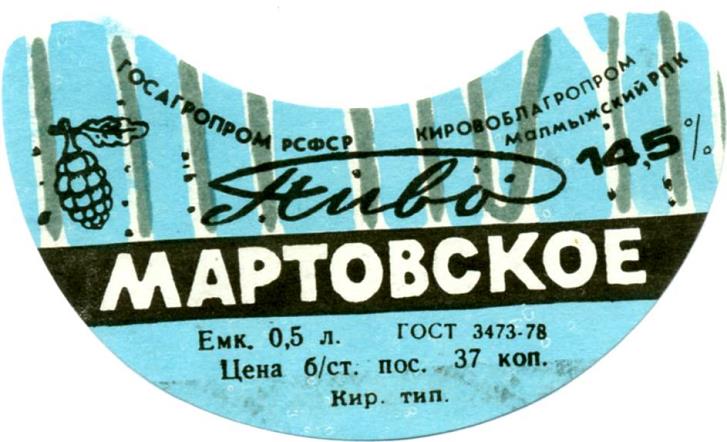 ГОСАГРОПРОМ РСФСР
КИРОВОБЛАГРОПРОМ
Малмыжский РПК
14,5%
Пиво
МАРТОВСКОЕ
Емк. 0,5 л. ГОСТ 3473-78
Цена б/ст. пос. 37 коп.
Кир. тип.